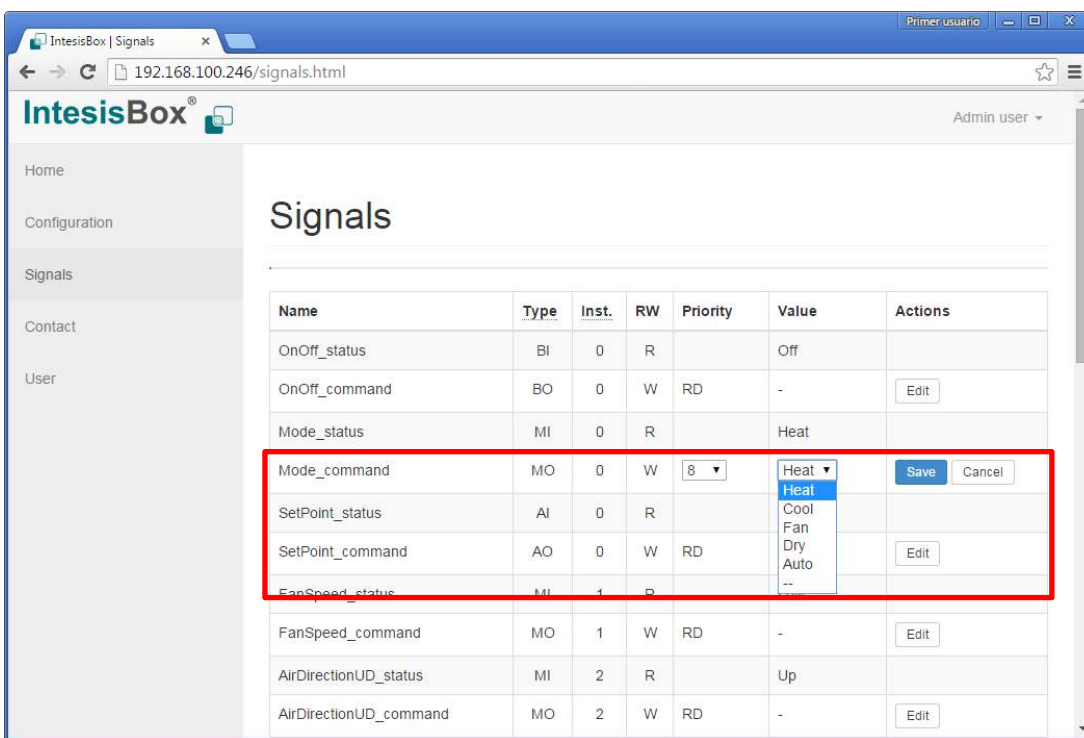 Primer usuario
IntesisBox | Signals
192.168.100.246/signals.html
IntesisBox®
Admin user
Home
Configuration
Signals
Contact
User
Signals
Name Type Inst. RW Priority Value Actions
OnOff_status BI 0 R Off
OnOff_command BO 0 W RD - Edit
Mode_status MI 0 R Heat
Mode_command MO 0 W 8 Heat Save Cancel
Heat
Cool
Fan
Dry
Auto
--
SetPoint_status AI 0 R
SetPoint_command AO 0 W RD Edit
FanSpeed_status MI 1 R
FanSpeed_command MO 1 W RD - Edit
AirDirectionUD_status MI 2 R Up
AirDirectionUD_command MO 2 W RD - Edit